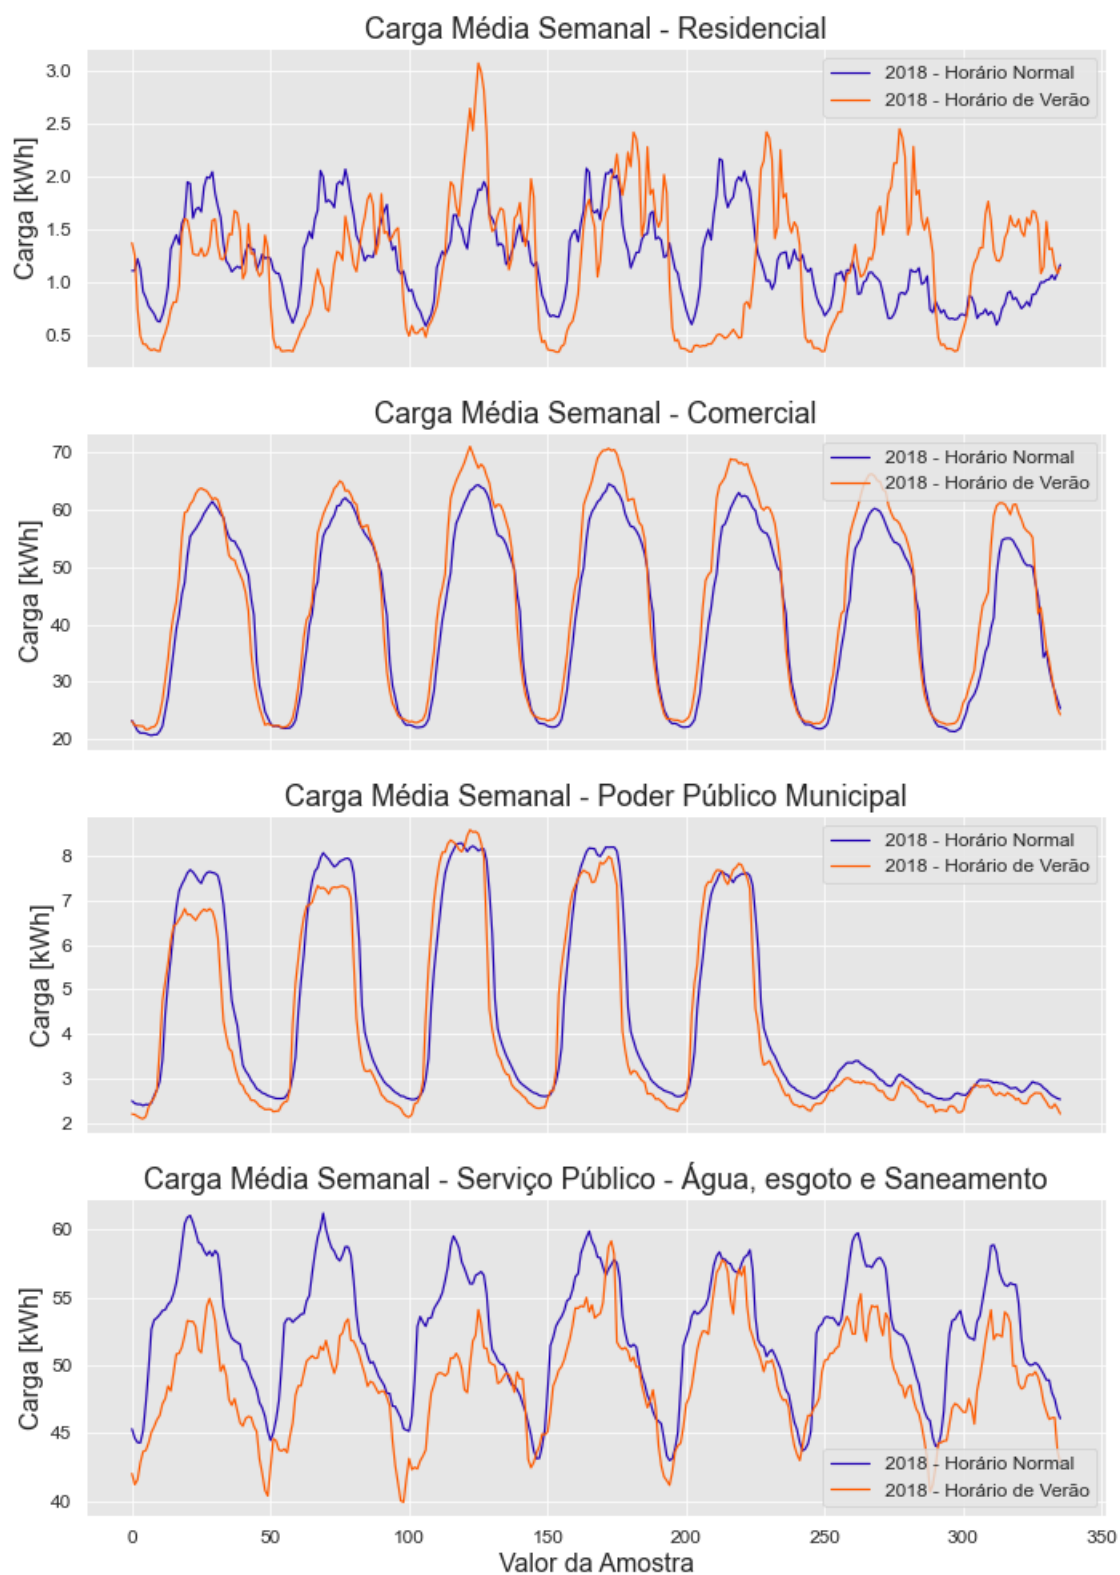 Carga Média Semanal - Residencial
2018 - Horário Normal
2018 - Horário de Verão
Carga [kWh]
3.0
2.5
2.0
1.5
1.0
0.5
Carga Média Semanal - Comercial
2018 - Horário Normal
2018 - Horário de Verão
Carga [kWh]
70
60
50
40
30
20
Carga Média Semanal - Poder Público Municipal
2018 - Horário Normal
2018 - Horário de Verão
Carga [kWh]
8
7
6
5
4
3
2
Carga Média Semanal - Serviço Público - Água, esgoto e Saneamento
Carga [kWh]
60
55
50
45
40
2018 - Horário Normal
2018 - Horário de Verão
0 50 100 150 200 250 300 350
Valor da Amostra